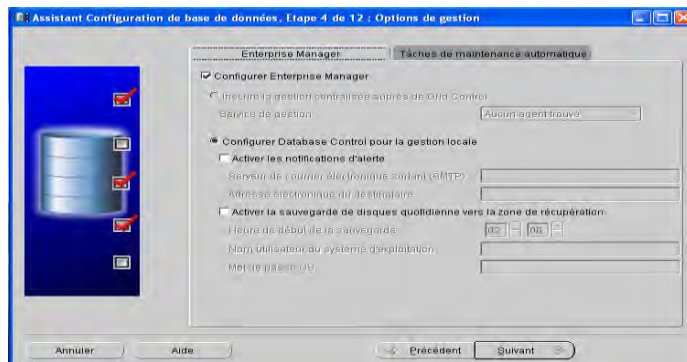 Assistant Configuration de base de données, Etape 4 de 12 : Options de gestion
Enterprise Manager
Tâches de maintenance automatique
Configurer Enterprise Manager
Inscrire la gestion centralisée auprès de Grid Control
Service de gestion Aucun agent trouvé
Configurer Database Control pour la gestion locale
Activer les notifications d'alerte
Serveur de courrier électronique sortant (SMTP)
Adresse électronique du destinataire
Activer la sauvegarde de disques quotidienne vers la zone de récupération
Heure de début de la sauvegarde 02 00
Nom utilisateur du système d'exploitation
Mot de passe OS
Annuler Aide Précédent Suivant